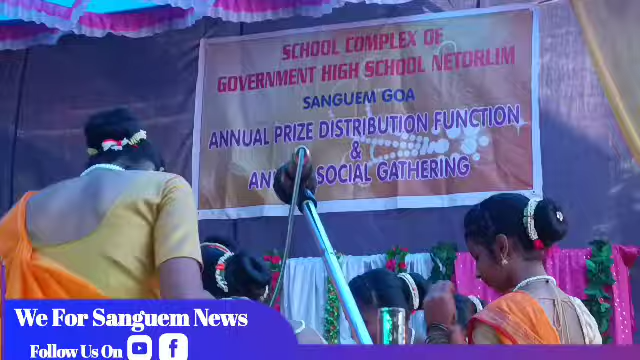 SCHOOL COMPLEX OF
GOVERNMENT HIGH SCHOOL NETORLIM
SANGUEM GOA
ANNUAL PRIZE DISTRIBUTION FUNCTION
&
SOCIAL GATHERING
We For Sanguem News
Follow Us On